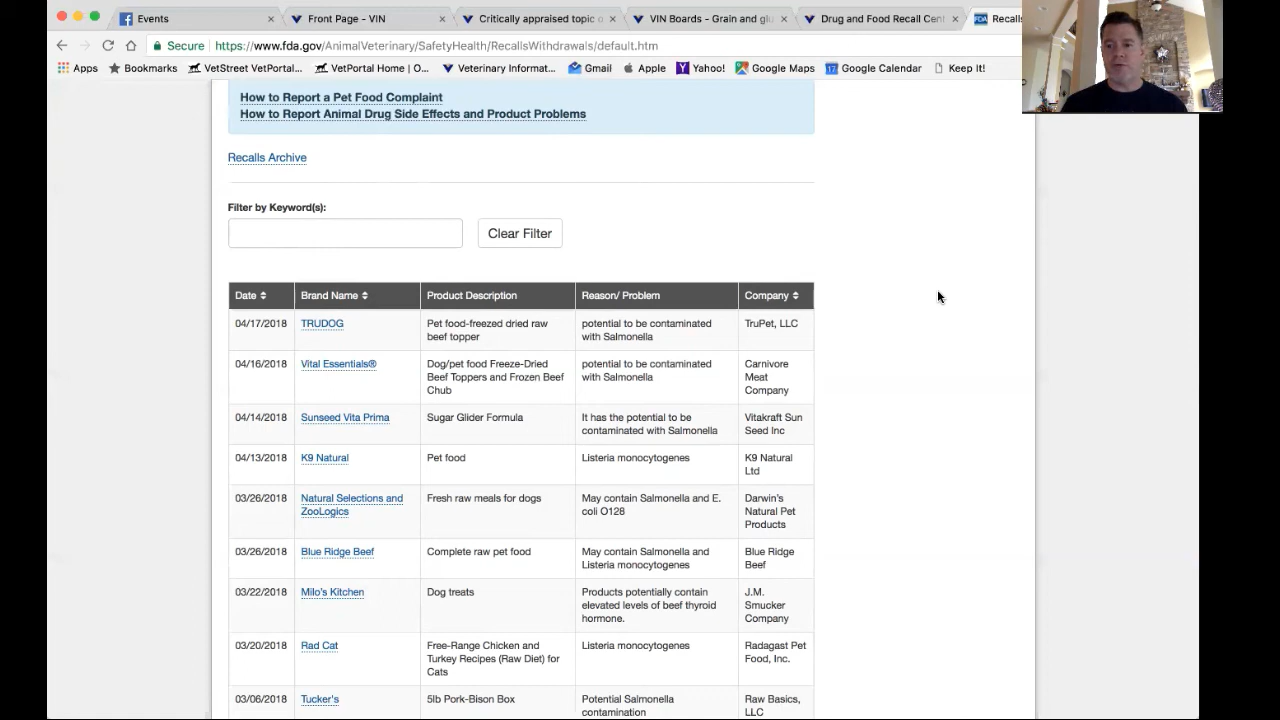 Events
Front Page - VIN
Critically appraised topic o
VIN Boards - Grain and glu
Drug and Food Recall Cen
FDA
Recalls
Secure
https://www.fda.gov/AnimalVeterinary/SafetyHealth/RecallsWithdrawals/default.htm
Apps
Bookmarks
VetStreet VetPortal...
VetPortal Home | O...
Veterinary Informat...
Gmail
Apple
Yahoo!
Google Maps
17
Google Calendar
Keep It!
How to Report a Pet Food Complaint
How to Report Animal Drug Side Effects and Product Problems
Recalls Archive
Filter by Keyword(s):
Clear Filter
Date
Brand Name
Product Description
Reason/ Problem
Company
04/17/2018
TRUDOG
Pet food-freezed dried raw
beef topper
potential to be contaminated
with Salmonella
TruPet, LLC
04/16/2018
Vital Essentials®
Dog/pet food Freeze-Dried
Beef Toppers and Frozen Beef
Chub
potential to be contaminated
with Salmonella
Carnivore
Meat
Company
04/14/2018
Sunseed Vita Prima
Sugar Glider Formula
It has the potential to be
contaminated with Salmonella
Vitakraft Sun
Seed Inc
04/13/2018
K9 Natural
Pet food
Listeria monocytogenes
K9 Natural
Ltd
03/26/2018
Natural Selections and
ZooLogics
Fresh raw meals for dogs
May contain Salmonella and E.
coli O128
Darwin's
Natural Pet
Products
03/26/2018
Blue Ridge Beef
Complete raw pet food
May contain Salmonella and
Listeria monocytogenes
Blue Ridge
Beef
03/22/2018
Milo's Kitchen
Dog treats
Products potentially contain
elevated levels of beef thyroid
hormone.
J.M.
Smucker
Company
03/20/2018
Rad Cat
Free-Range Chicken and
Turkey Recipes (Raw Diet) for
Cats
Listeria monocytogenes
Radagast Pet
Food, Inc.
03/06/2018
Tucker's
5lb Pork-Bison Box
Potential Salmonella
contamination
Raw Basics,
LLC